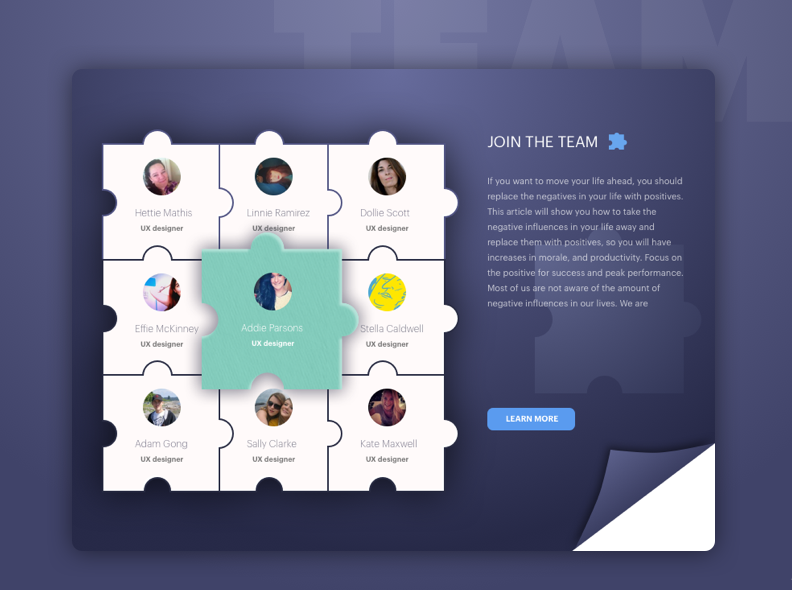 TEAM
Hettie Mathis
UX designer
Linnie Ramirez
UX designer
Dollie Scott
UX designer
Effie McKinney
UX designer
Addie Parsons
UX designer
Stella Caldwell
UX designer
Adam Gong
UX designer
Sally Clarke
UX designer
Kate Maxwell
UX designer
JOIN THE TEAM
If you want to move your life ahead, you should
replace the negatives in your life with positives.
This article will show you how to take the
negative influences in your life away and
replace them with positives, so you will have
increases in morale, and productivity. Focus on
the positive for success and peak performance.
Most of us are not aware of the amount of
negative influences in our lives. We are
LEARN MORE